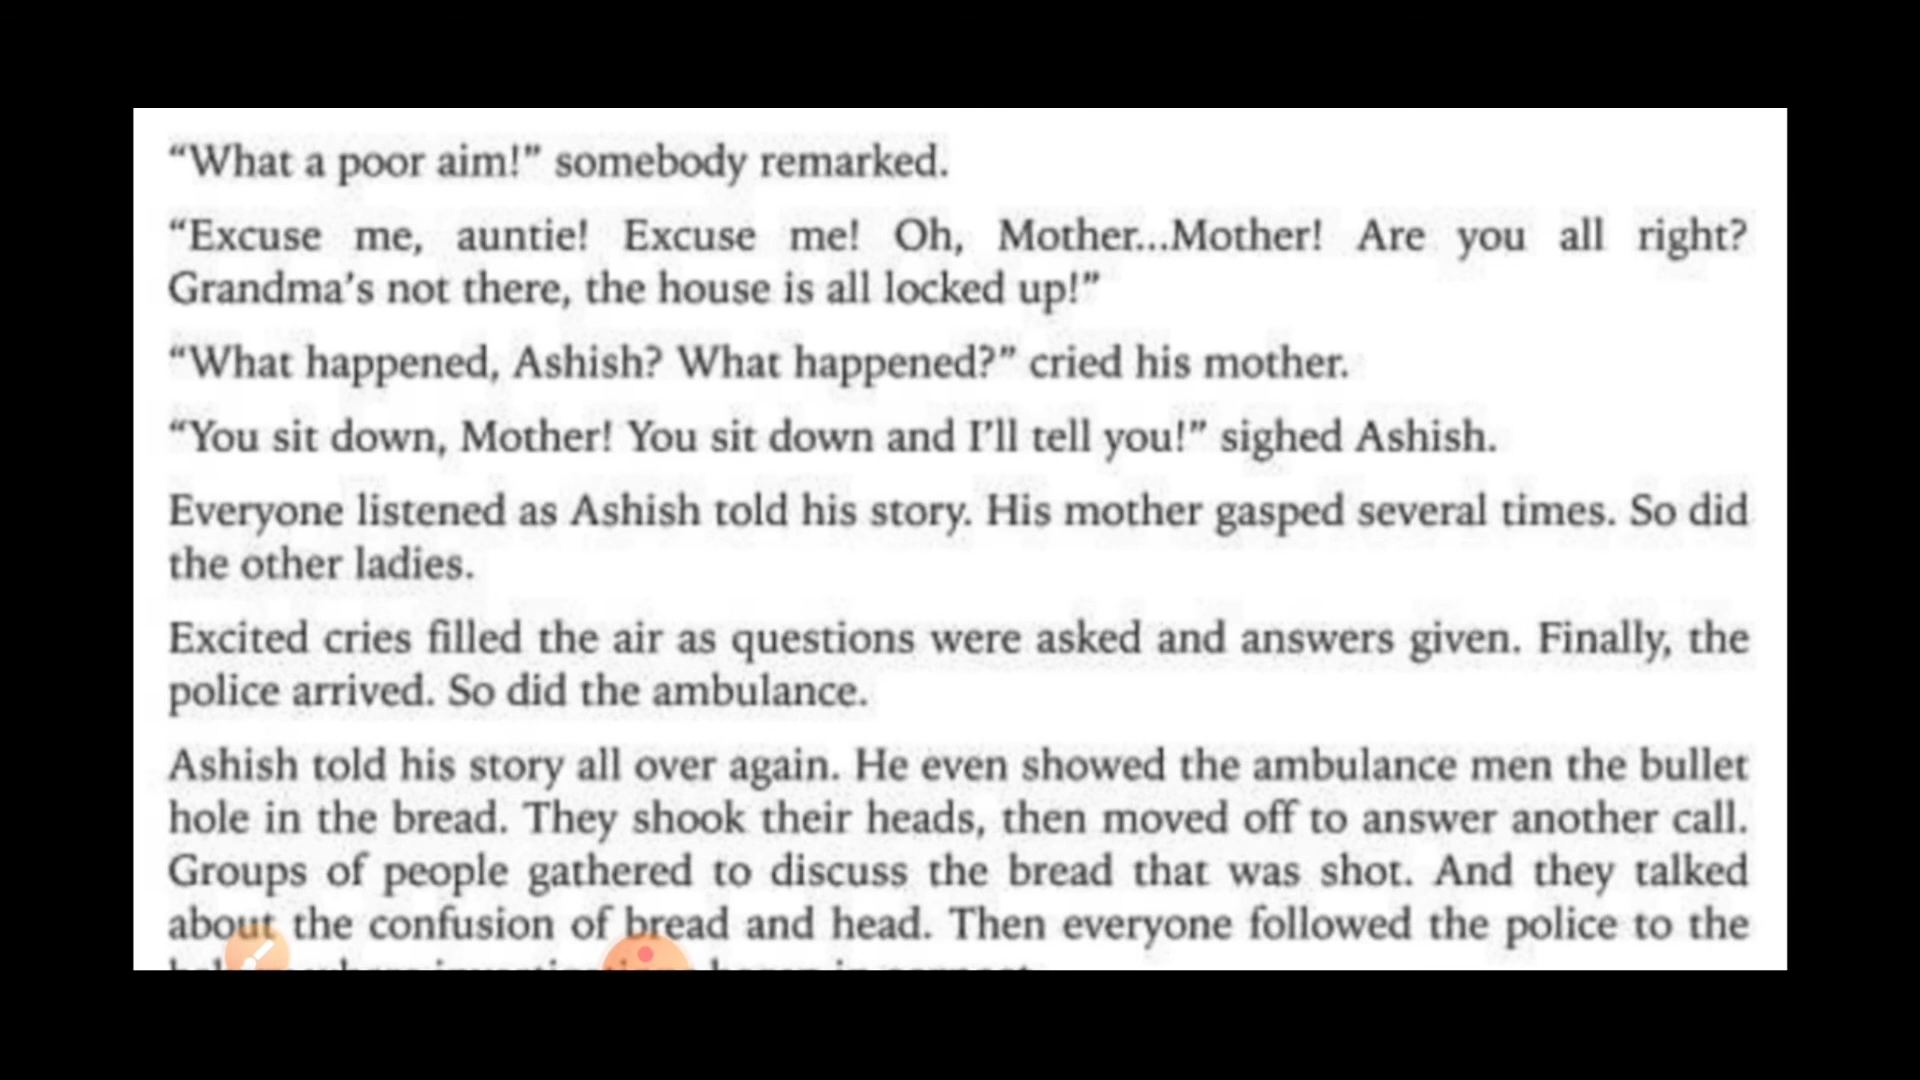 “What a poor aim!” somebody remarked.
“Excuse me, auntie! Excuse me! Oh, Mother...Mother! Are you all right?
Grandma’s not there, the house is all locked up!”
“What happened, Ashish? What happened?” cried his mother.
“You sit down, Mother! You sit down and I’ll tell you!” sighed Ashish.
Everyone listened as Ashish told his story. His mother gasped several times. So did
the other ladies.
Excited cries filled the air as questions were asked and answers given. Finally, the
police arrived. So did the ambulance.
Ashish told his story all over again. He even showed the ambulance men the bullet
hole in the bread. They shook their heads, then moved off to answer another call.
Groups of people gathered to discuss the bread that was shot. And they talked
about the confusion of bread and head. Then everyone followed the police to the